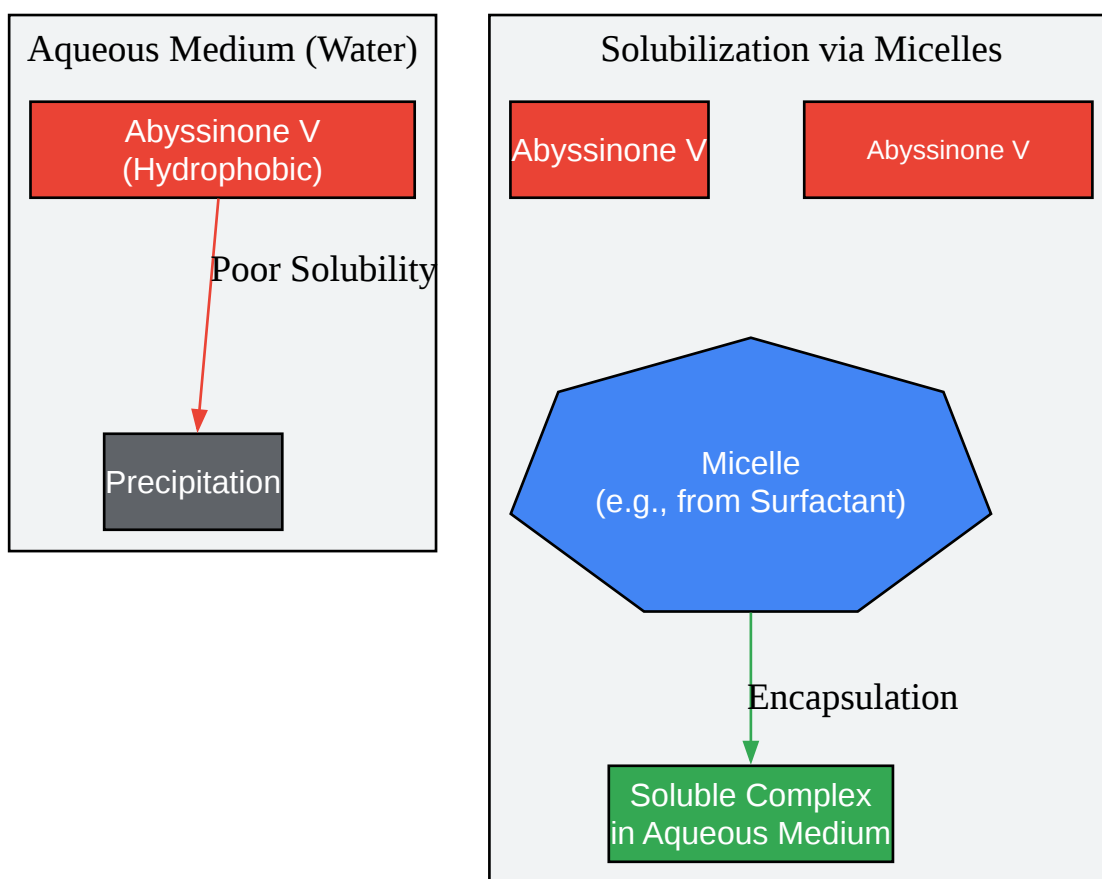 Aqueous Medium (Water)
Abyssinone V
(Hydrophobic)
Poor Solubility
Precipitation
Solubilization via Micelles
Abyssinone V
Abyssinone V
Micelle
(e.g., from Surfactant)
Encapsulation
Soluble Complex
in Aqueous Medium